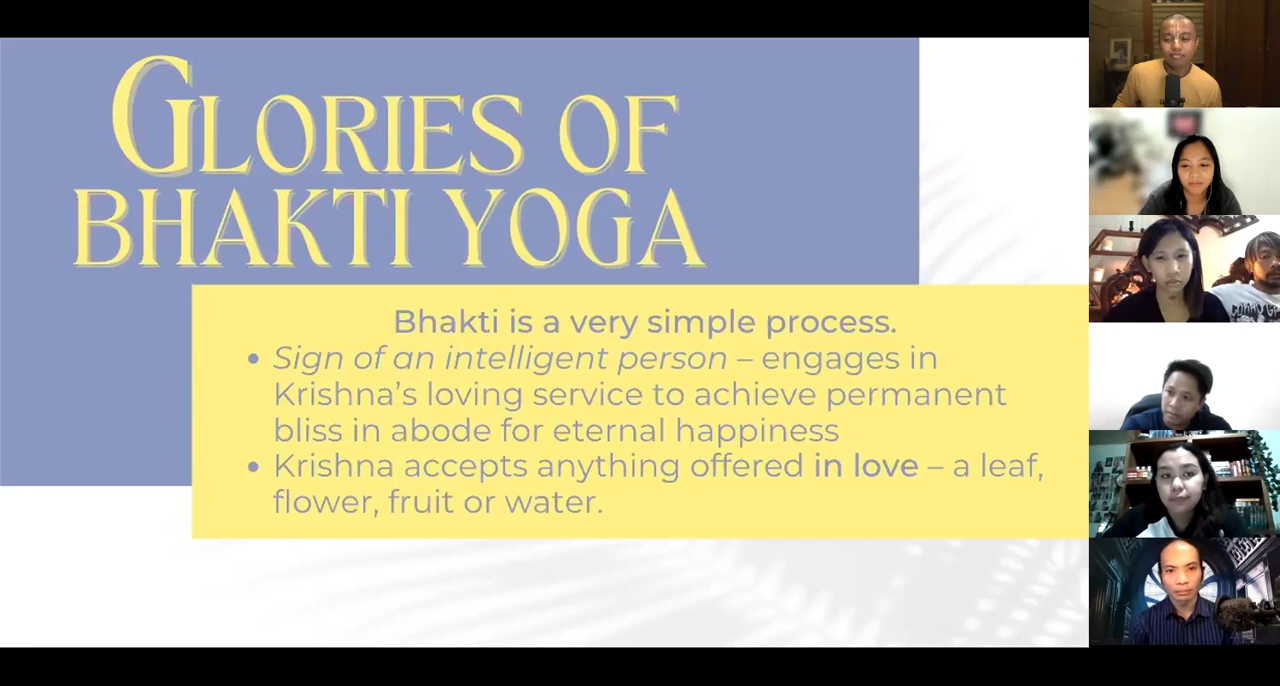 GLORIES OF
BHAKTI YOGA
Bhakti is a very simple process.
• Sign of an intelligent person – engages in
Krishna’s loving service to achieve permanent
bliss in abode for eternal happiness
• Krishna accepts anything offered in love – a leaf,
flower, fruit or water.